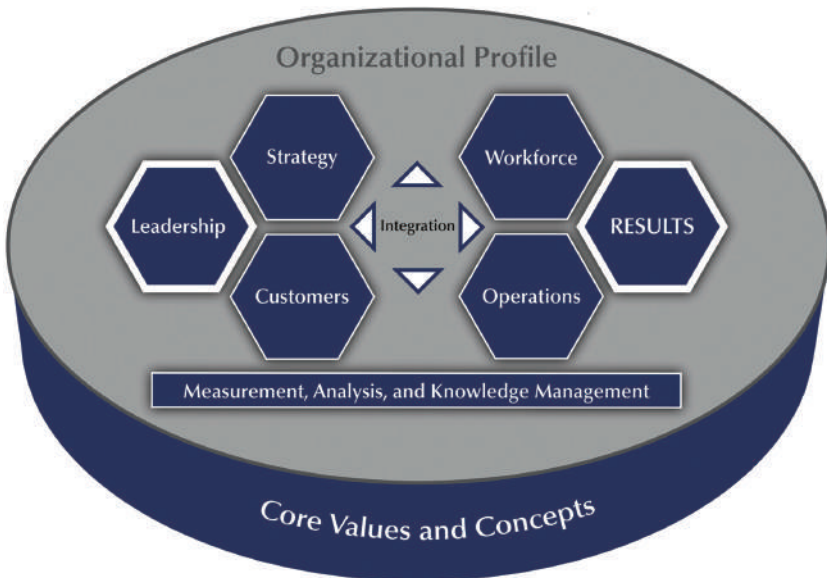 Organizational Profile
Strategy
Workforce
Leadership
Integration
RESULTS
Customers
Operations
Measurement, Analysis, and Knowledge Management
Core Values and Concepts